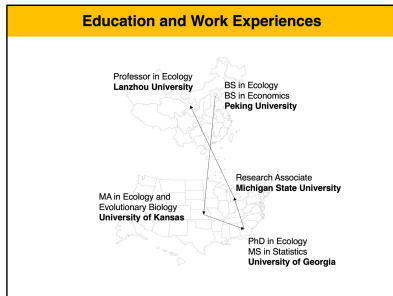 Education and Work Experiences
Professor in Ecology
Lanzhou University
BS in Ecology
BS in Economics
Peking University
Research Associate
Michigan State University
MA in Ecology and
Evolutionary Biology
University of Kansas
PhD in Ecology
MS in Statistics
University of Georgia